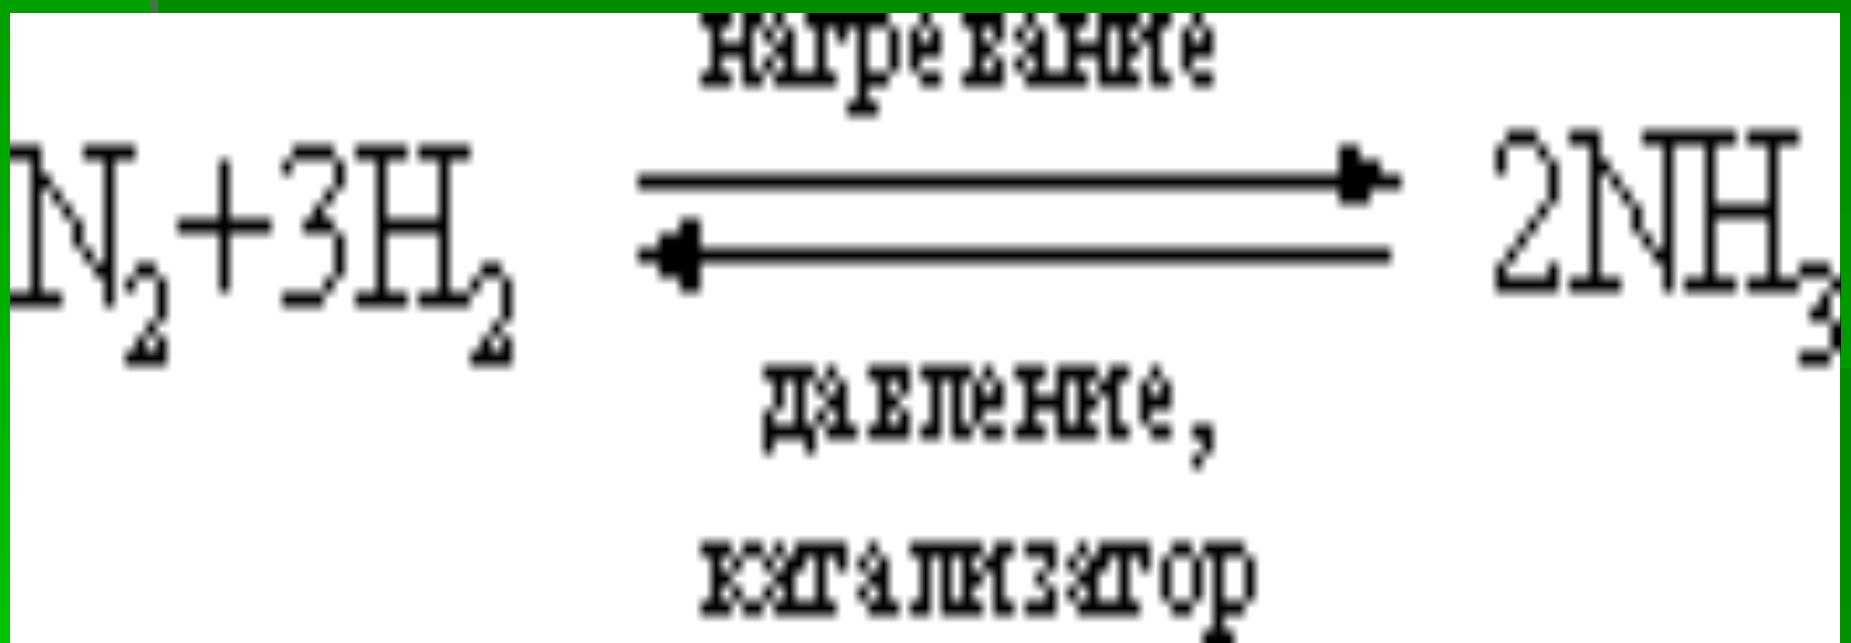 нагревание
N₂+3H₂ ⇄ 2NH₃
давление,
катализатор